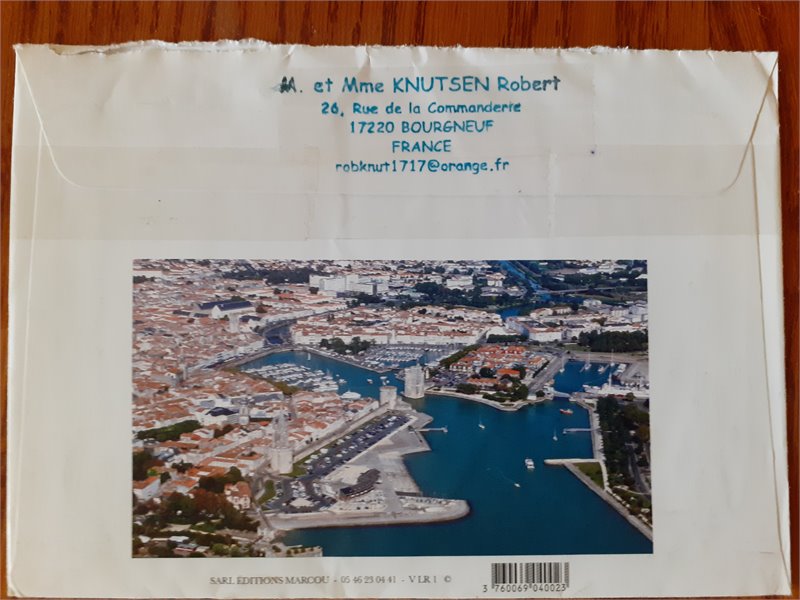 M. et Mme KNUTSEN Robert
26, Rue de la Commanderie
17220 BOURGNEUF
FRANCE
robknut1717@orange.fr
SARL ÉDITIONS MARCOU - 05 46 23 04 41 - V LR 1 ©
3 760069 040023